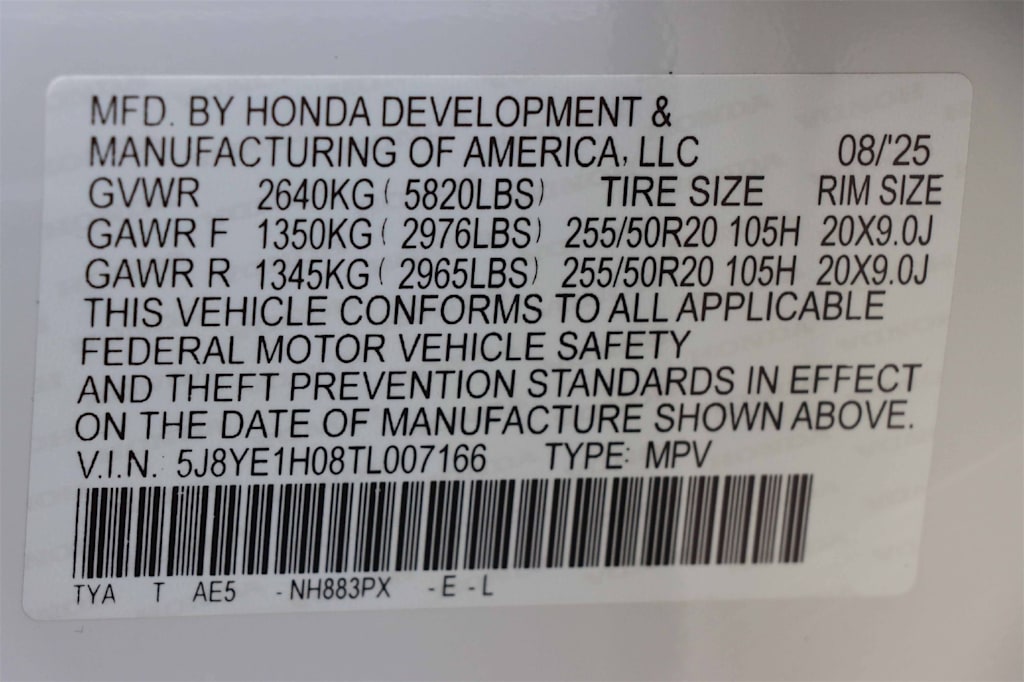 MFD. BY HONDA DEVELOPMENT &
MANUFACTURING OF AMERICA, LLC 08/'25
GVWR 2640KG ( 5820LBS) TIRE SIZE RIM SIZE
GAWR F 1350KG ( 2976LBS) 255/50R20 105H 20X9.0J
GAWR R 1345KG ( 2965LBS) 255/50R20 105H 20X9.0J
THIS VEHICLE CONFORMS TO ALL APPLICABLE
FEDERAL MOTOR VEHICLE SAFETY
AND THEFT PREVENTION STANDARDS IN EFFECT
ON THE DATE OF MANUFACTURE SHOWN ABOVE.
V.I.N. 5J8YE1H08TL007166 TYPE: MPV
TYA T AE5 - NH883PX - E - L